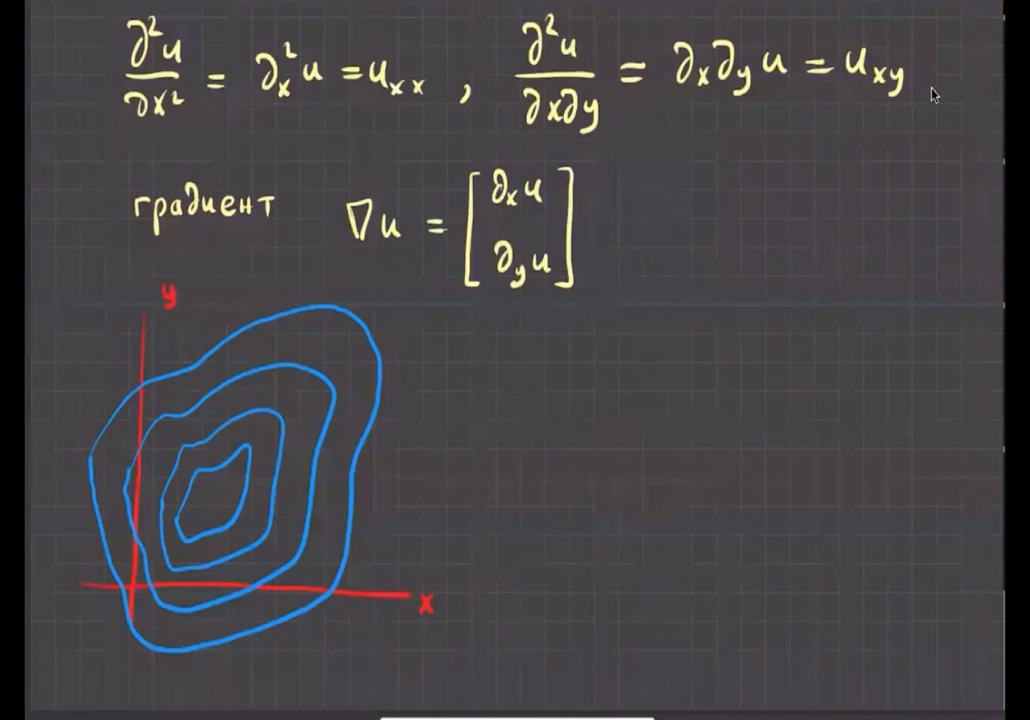 ∂²u/∂x² = ∂ₓ²u = uₓₓ , ∂²u/∂x∂y = ∂ₓ∂ᵧu = uₓᵧ
градиент ∇u = [∂ₓu
∂ᵧu]
y
x